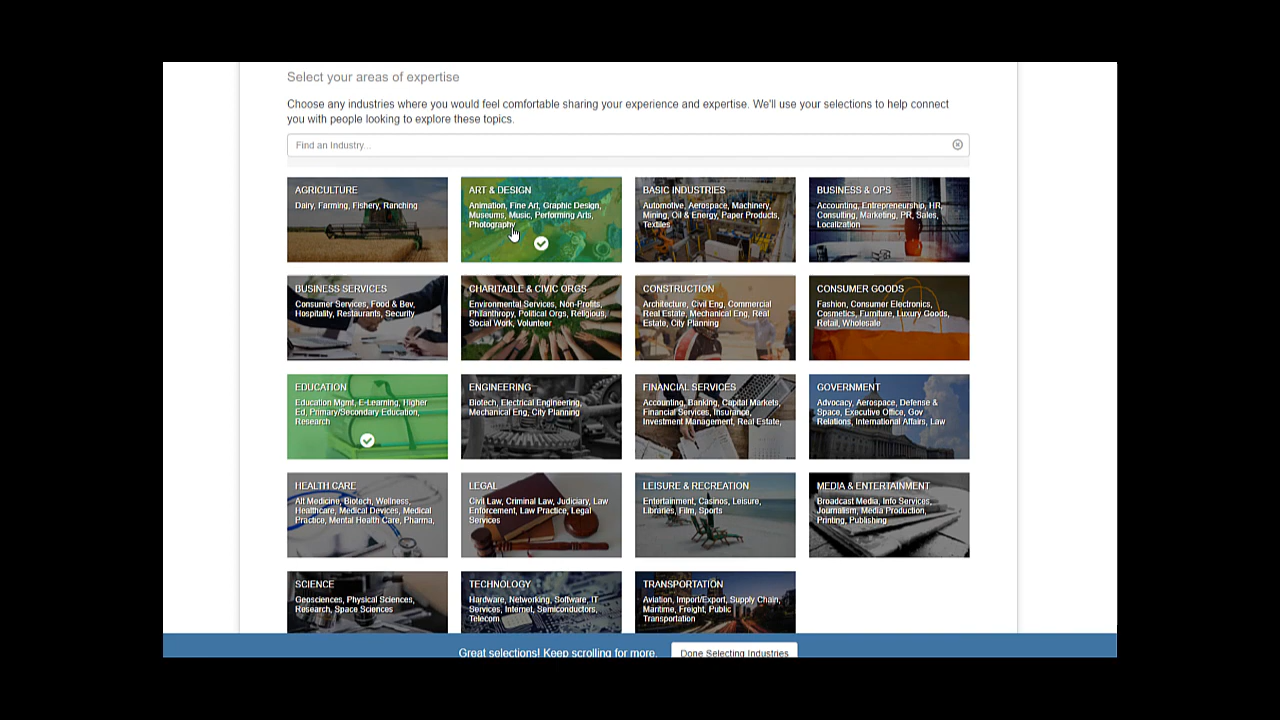 Select your areas of expertise
Choose any industries where you would feel comfortable sharing your experience and expertise. We'll use your selections to help connect
you with people looking to explore these topics.
Find an Industry...
AGRICULTURE
Dairy, Farming, Fishery, Ranching
ART & DESIGN
Animation, Fine Art, Graphic Design,
Museums, Music, Performing Arts,
Photography
BASIC INDUSTRIES
Automotive, Aerospace, Machinery,
Mining, Oil & Energy, Paper Products,
Textiles
BUSINESS & OPS
Accounting, Entrepreneurship, HR,
Consulting, Marketing, PR, Sales,
Localization
BUSINESS SERVICES
Consumer Services, Food & Bev,
Hospitality, Restaurants, Security
CHARITABLE & CIVIC ORGS
Environmental Services, Non-Profits,
Philanthropy, Political Orgs, Religious,
Social Work, Volunteer
CONSTRUCTION
Architecture, Civil Eng, Commercial
Real Estate, Mechanical Eng, Real
Estate, City Planning
CONSUMER GOODS
Fashion, Consumer Electronics,
Cosmetics, Furniture, Luxury Goods,
Retail, Wholesale
EDUCATION
Education Mgmt, E-Learning, Higher
Ed, Primary/Secondary Education,
Research
ENGINEERING
Biotech, Electrical Engineering,
Mechanical Eng, City Planning
FINANCIAL SERVICES
Accounting, Banking, Capital Markets,
Financial Services, Insurance,
Investment Management, Real Estate,
GOVERNMENT
Advocacy, Aerospace, Defense &
Space, Executive Office, Gov
Relations, International Affairs, Law
HEALTH CARE
Alt Medicine, Biotech, Wellness,
Healthcare, Medical Devices, Medical
Practice, Mental Health Care, Pharma,
LEGAL
Civil Law, Criminal Law, Judiciary, Law
Enforcement, Law Practice, Legal
Services
LEISURE & RECREATION
Entertainment, Casinos, Leisure,
Libraries, Film, Sports
MEDIA & ENTERTAINMENT
Broadcast Media, Info Services,
Journalism, Media Production,
Printing, Publishing
SCIENCE
Geosciences, Physical Sciences,
Research, Space Sciences
TECHNOLOGY
Hardware, Networking, Software, IT
Services, Internet, Semiconductors,
Telecom
TRANSPORTATION
Aviation, Import/Export, Supply Chain,
Maritime, Freight, Public
Transportation
Great selections! Keep scrolling for more.
Done Selecting Industries